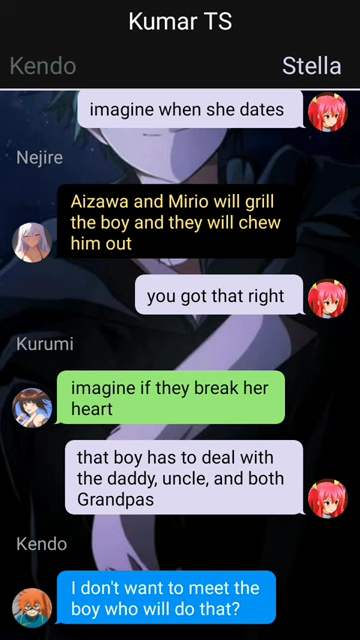 Kumar TS
Kendo
Stella
imagine when she dates
Nejire
Aizawa and Mirio will grill
the boy and they will chew
him out
you got that right
Kurumi
imagine if they break her
heart
that boy has to deal with
the daddy, uncle, and both
Grandpas
Kendo
I don't want to meet the
boy who will do that?